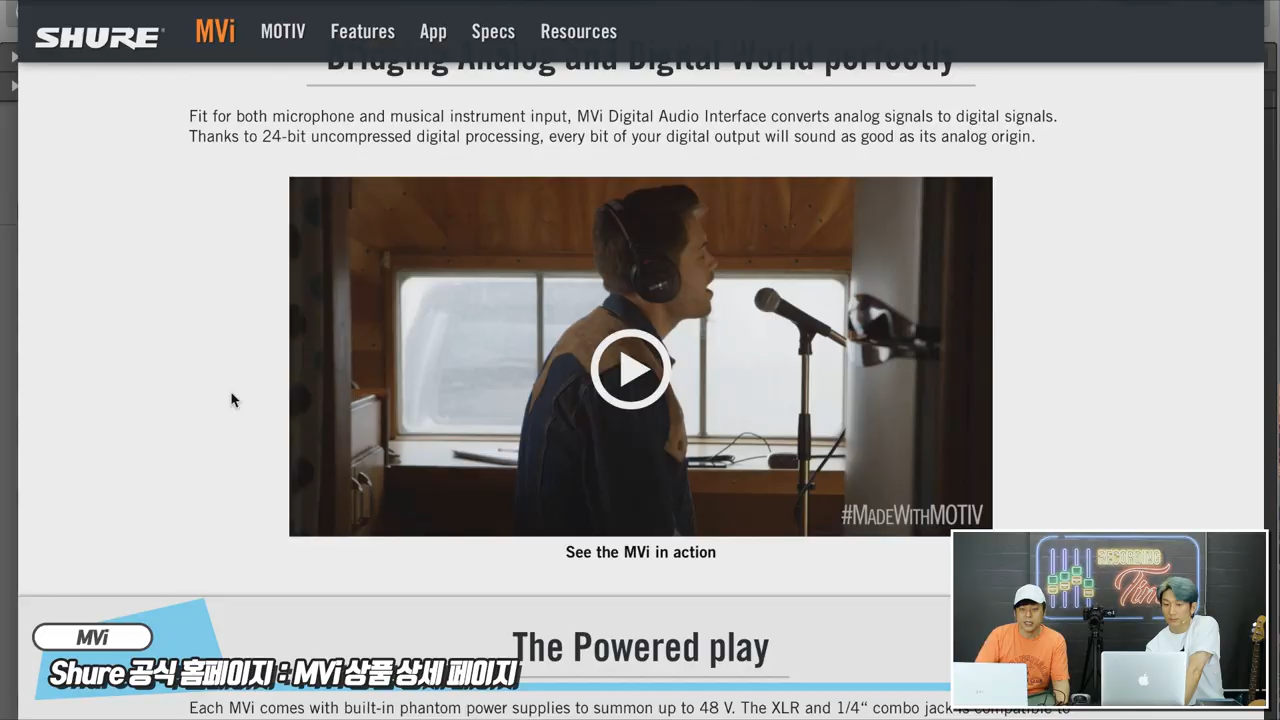 SHURE MVi MOTIV Features App Specs Resources
Bridging Analog and Digital World perfectly
Fit for both microphone and musical instrument input, MVi Digital Audio Interface converts analog signals to digital signals.
Thanks to 24-bit uncompressed digital processing, every bit of your digital output will sound as good as its analog origin.
#MADEWITHMOTIV
See the MVi in action
RECORDING
Time
The Powered play
MVi
Shure 공식 홈페이지 : MVi 상품 상세 페이지
Each MVi comes with built-in phantom power supplies to summon up to 48 V. The XLR and 1/4“ combo jack is compatible to